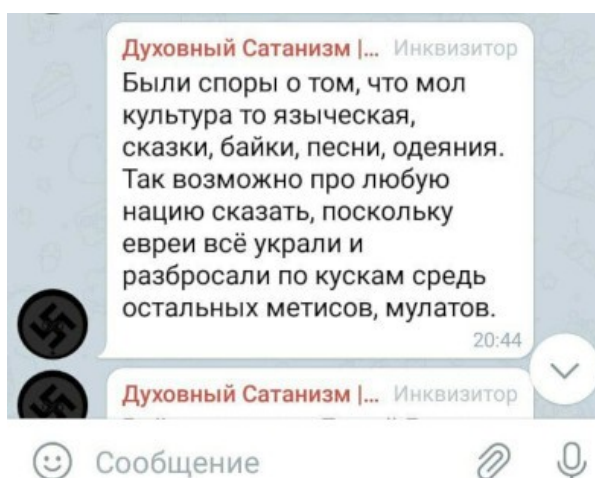 Духовный Сатанизм |... Инквизитор
Были споры о том, что мол
культура то языческая,
сказки, байки, песни, одеяния.
Так возможно про любую
нацию сказать, поскольку
евреи всё украли и
разбросали по кускам средь
остальных метисов, мулатов.
20:44
Духовный Сатанизм |... Инквизитор
Сообщение